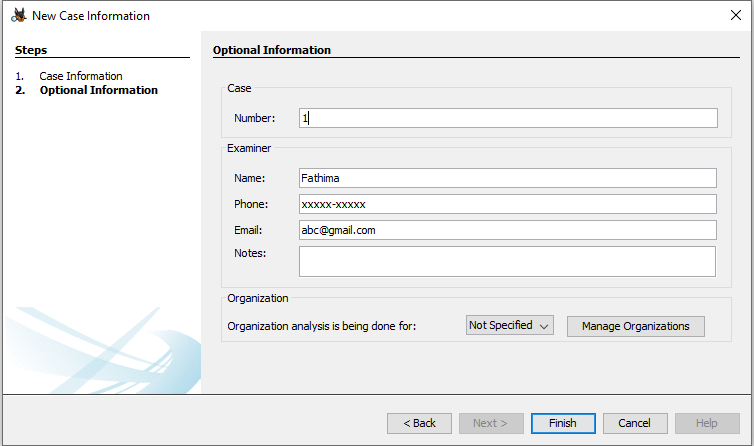 New Case Information
Steps
1. Case Information
2. Optional Information
Optional Information
Case
Number: 1
Examiner
Name: Fathima
Phone: xxxxx-xxxxx
Email: abc@gmail.com
Notes:
Organization
Organization analysis is being done for: Not Specified Manage Organizations
< Back Next > Finish Cancel Help